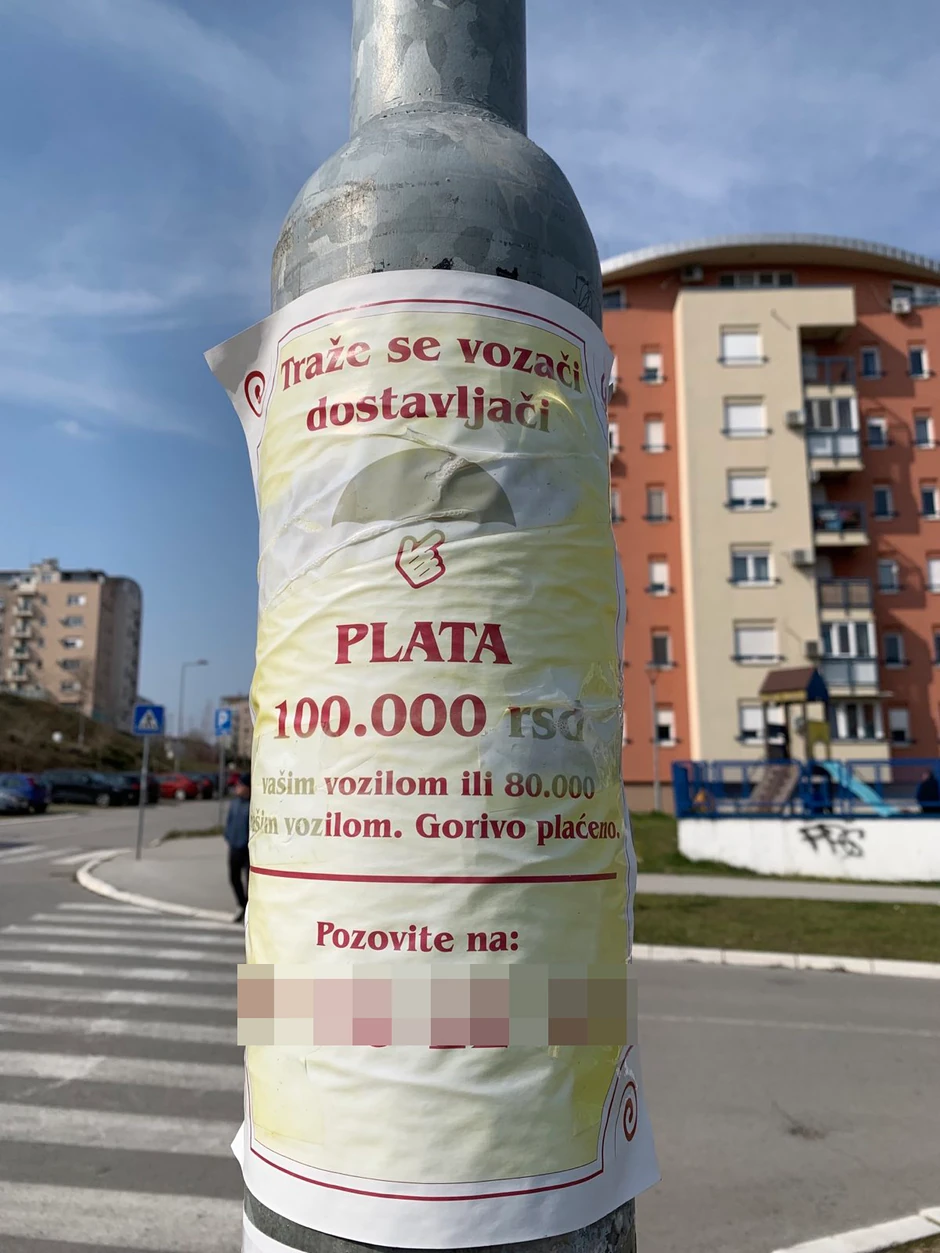 Traže se vozači
dostavljači
PLATA
100.000 rsd
vašim vozilom ili 80.000
vozilom. Gorivo plaćeno.
Pozovite na: